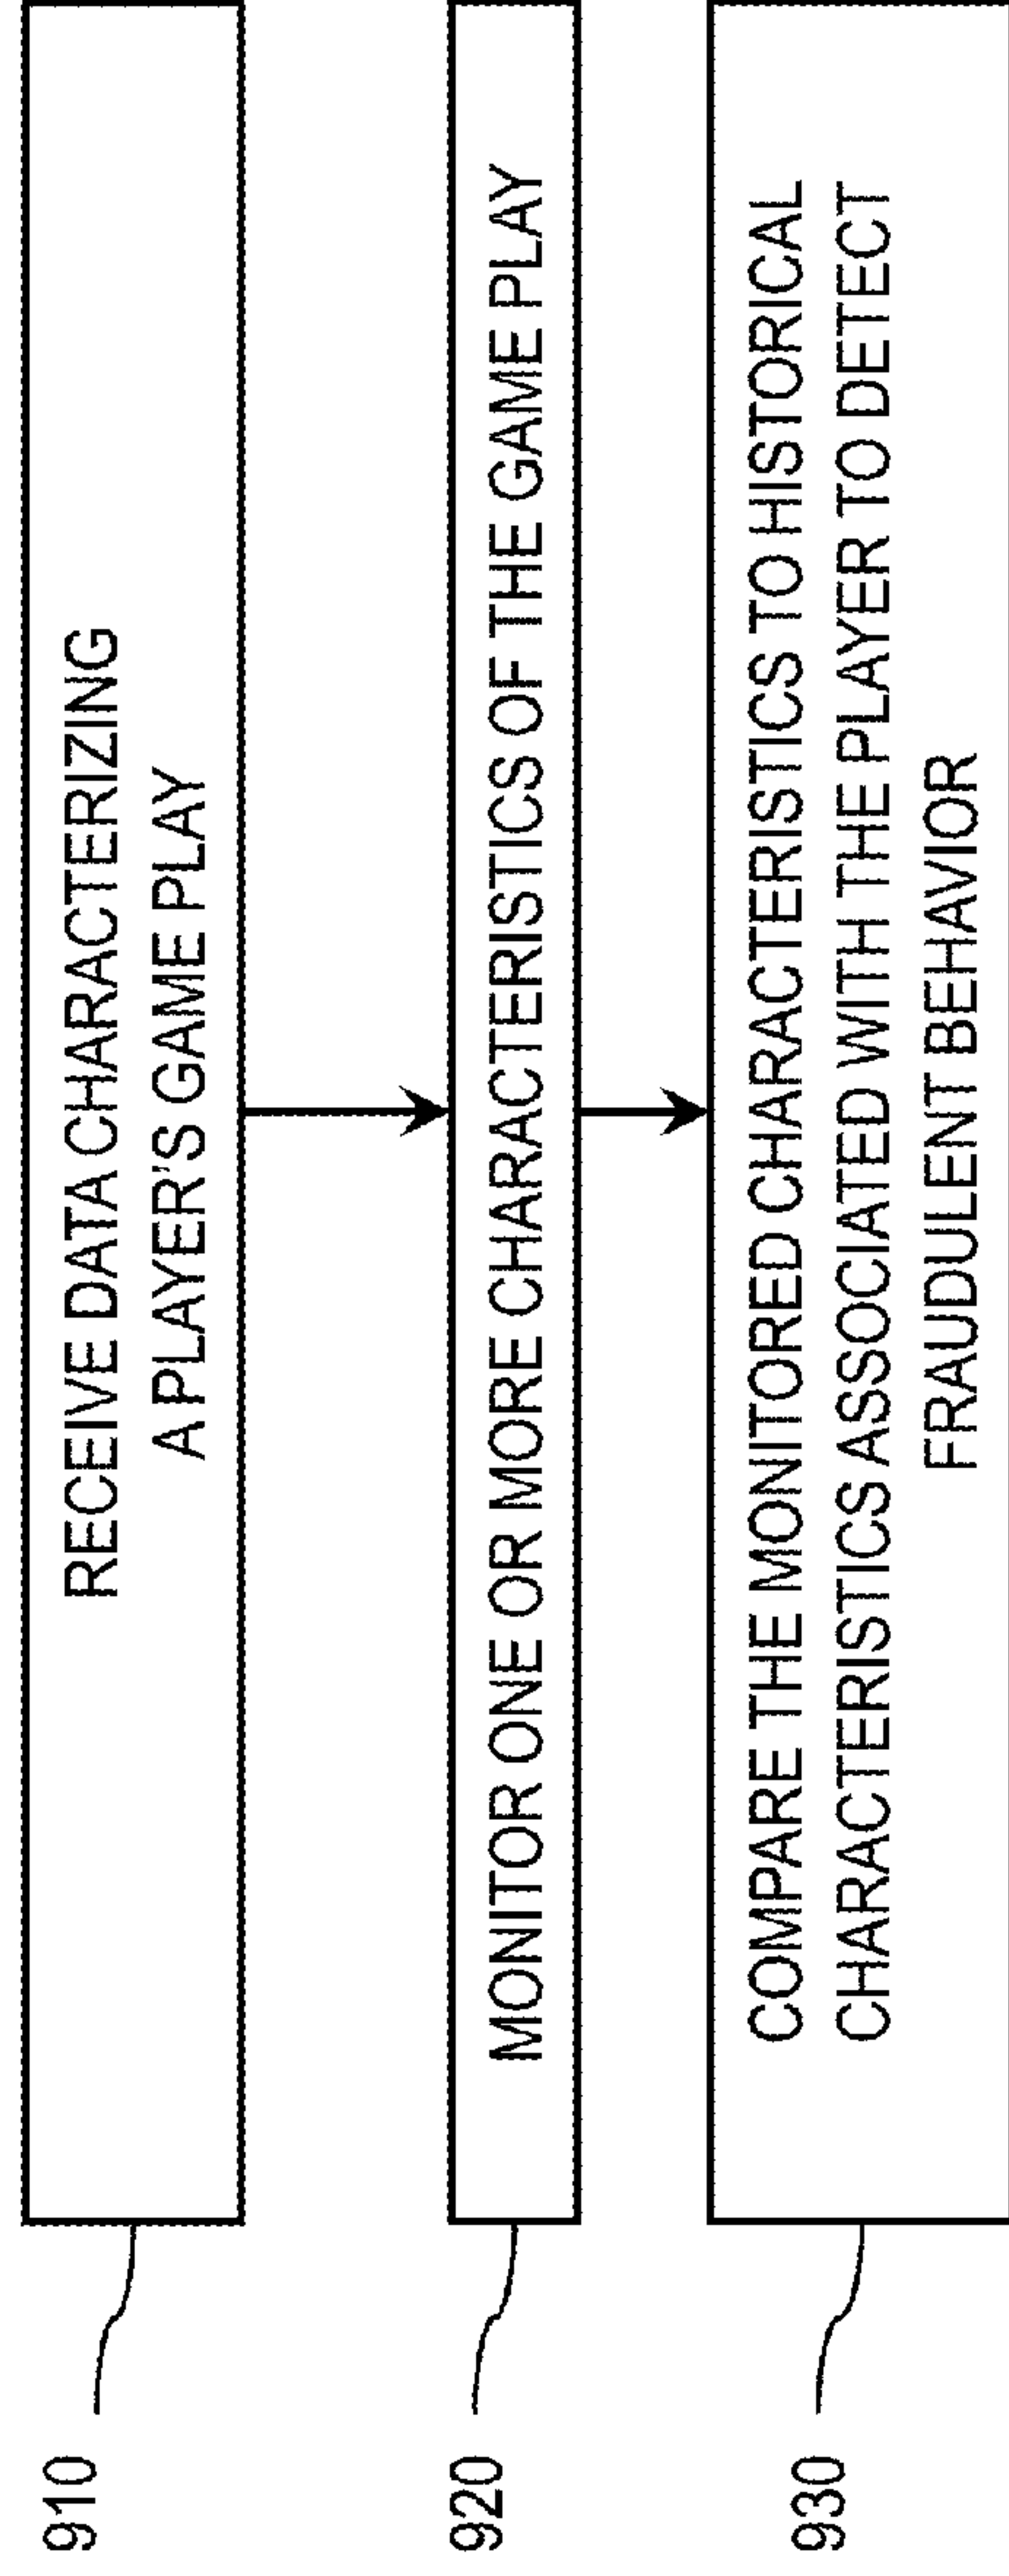 910
RECEIVE DATA CHARACTERIZING
A PLAYER'S GAME PLAY
920
MONITOR ONE OR MORE CHARACTERISTICS OF THE GAME PLAY
930
COMPARE THE MONITORED CHARACTERISTICS TO HISTORICAL
CHARACTERISTICS ASSOCIATED WITH THE PLAYER TO DETECT
FRAUDULENT BEHAVIOR